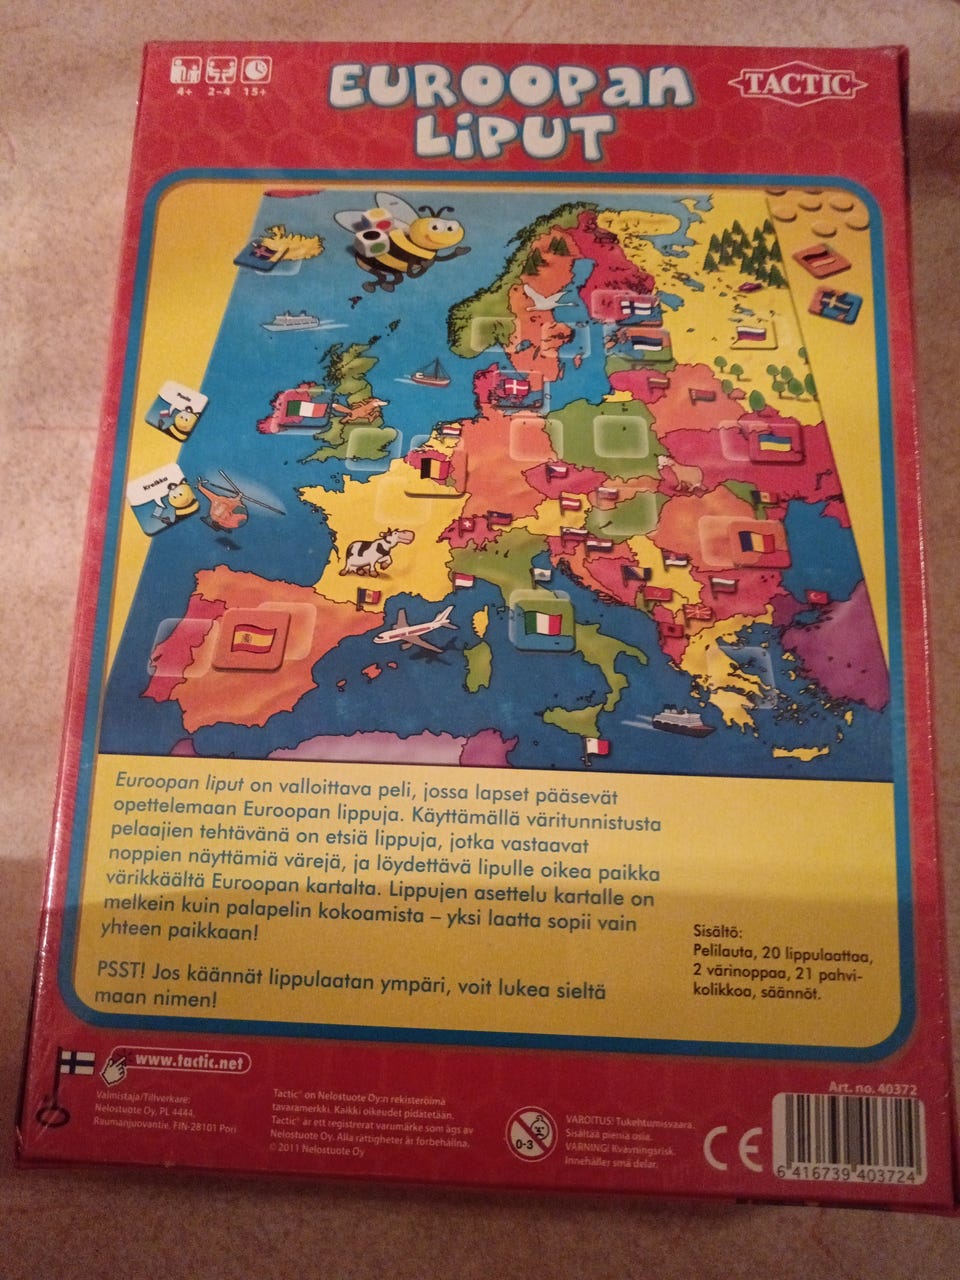 4+ 2-4 15+
EUROOPAN
LIPUT
TACTIC
Puola
Kreikka
Euroopan liput on valloittava peli, jossa lapset pääsevät
opettelemaan Euroopan lippuja. Käyttämällä väritunnistusta
pelaajien tehtävänä on etsiä lippuja, jotka vastaavat
noppien näyttämiä värejä, ja löydettävä lipulle oikea paikka
värikkäältä Euroopan kartalta. Lippujen asettelu kartalle on
melkein kuin palapelin kokoamista – yksi laatta sopii vain
yhteen paikkaan!
PSST! Jos käännät lippulaatan ympäri, voit lukea sieltä
maan nimen!
Sisältö:
Pelilauta, 20 lippulaattaa,
2 värinoppaa, 21 pahvi-
kolikkoa, säännöt.
www.tactic.net
Valmistaja/Tillverkare:
Nelostuote Oy, PL 4444,
Raumanjuovantie, FIN-28101 Pori
Tactic® on Nelostuote Oy:n rekisteröimä
tavaramerkki. Kaikki oikeudet pidätetään.
Tactic® är ett registrerat varumärke som ägs av
Nelostuote Oy. Alla rättigheter är förbehållna.
© 2011 Nelostuote Oy
0-3
VAROITUS! Tukehtumisvaara.
Sisältää pieniä osia.
VARNING! Kvävningsrisk.
Innehåller små delar.
CE
Art. no. 40372
6 416739 403724